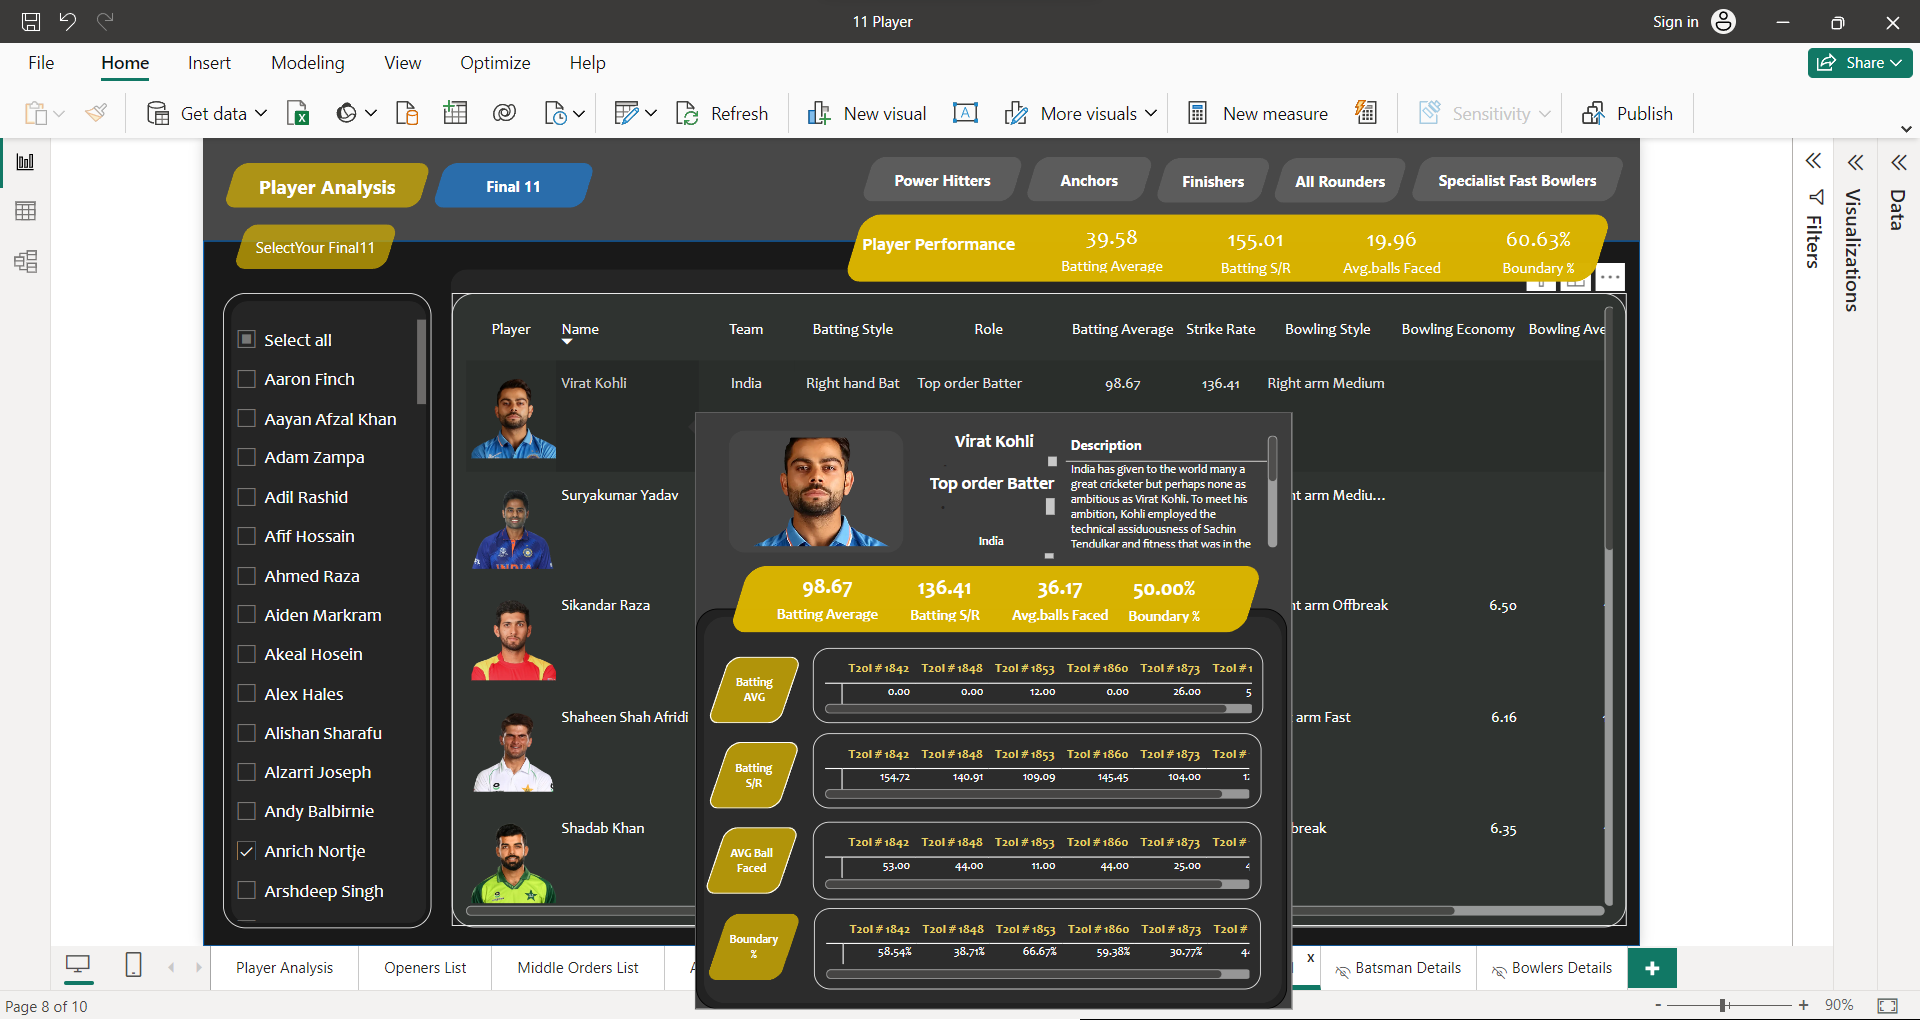 11 Player
Sign in
File Home Insert Modeling View Optimize Help
Share
Get data
Refresh
New visual
A
More visuals
New measure
Sensitivity
Publish
Player Analysis
Final 11
Power Hitters
Anchors
Finishers
All Rounders
Specialist Fast Bowlers
SelectYour Final11
Player Performance
39.58 155.01 19.96 60.63%
Batting Average Batting S/R Avg.balls Faced Boundary %
Filters
Visualizations
Data
Select all
Aaron Finch
Aayan Afzal Khan
Adam Zampa
Adil Rashid
Afif Hossain
Ahmed Raza
Aiden Markram
Akeal Hosein
Alex Hales
Alishan Sharafu
Alzarri Joseph
Andy Balbirnie
Anrich Nortje
Arshdeep Singh
Player Name Team Batting Style Role Batting Average Strike Rate Bowling Style Bowling Economy Bowling Ave
Virat Kohli India Right hand Bat Top order Batter 98.67 136.41 Right arm Medium
Suryakumar Yadav ht arm Mediu...
Sikandar Raza ht arm Offbreak 6.50
Shaheen Shah Afridi arm Fast 6.16
Shadab Khan break 6.35
Virat Kohli
Top order Batter
India
Description
India has given to the world many a
great cricketer but perhaps none as
ambitious as Virat Kohli. To meet his
ambition, Kohli employed the
technical assiduousness of Sachin
Tendulkar and fitness that was in the
98.67 136.41 36.17 50.00%
Batting Average Batting S/R Avg.balls Faced Boundary %
Batting
AVG
T20I # 1842 T20I # 1848 T20I # 1853 T20I # 1860 T20I # 1873 T20I # 1
0.00 0.00 12.00 0.00 26.00 5
Batting
S/R
T20I # 1842 T20I # 1848 T20I # 1853 T20I # 1860 T20I # 1873 T20I #
154.72 140.91 109.09 145.45 104.00 1
AVG Ball
Faced
T20I # 1842 T20I # 1848 T20I # 1853 T20I # 1860 T20I # 1873 T20I #
53.00 44.00 11.00 44.00 25.00 4
Boundary
%
T20I # 1842 T20I # 1848 T20I # 1853 T20I # 1860 T20I # 1873 T20I #
58.54% 38.71% 66.67% 59.38% 30.77% 4
Player Analysis
Openers List
Middle Orders List
x
Batsman Details
Bowlers Details
+
Page 8 of 10
- + 90%